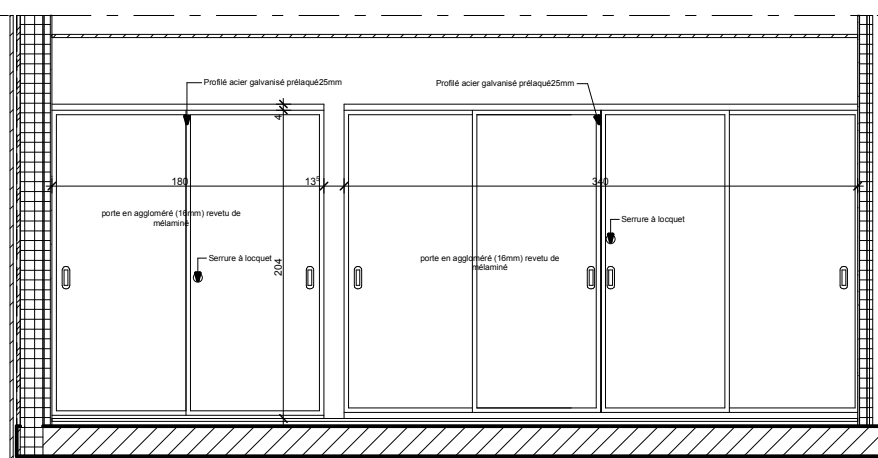 Profilé acier galvanisé prélaqué25mm
Profilé acier galvanisé prélaqué25mm
4
180
13⁵
340
porte en aggloméré (16mm) revetu de
mélaminé
Serrure à locquet
Serrure à locquet
204
porte en aggloméré (16mm) revetu de
mélaminé